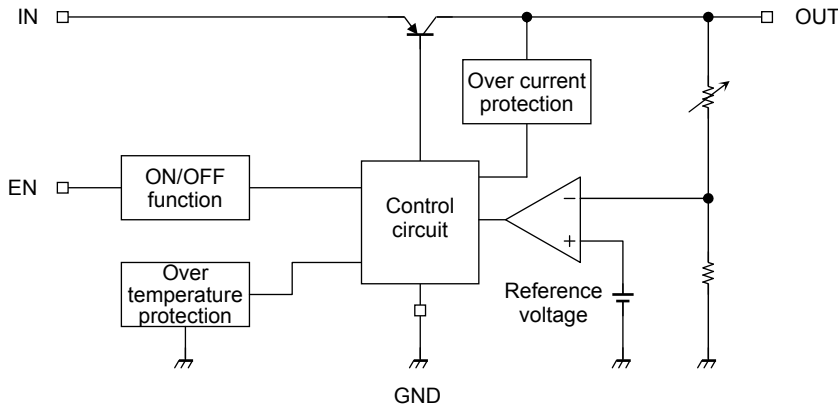 IN
OUT
Over current
protection
EN
ON/OFF
function
Control
circuit
−
+
Over
temperature
protection
Reference
voltage
GND